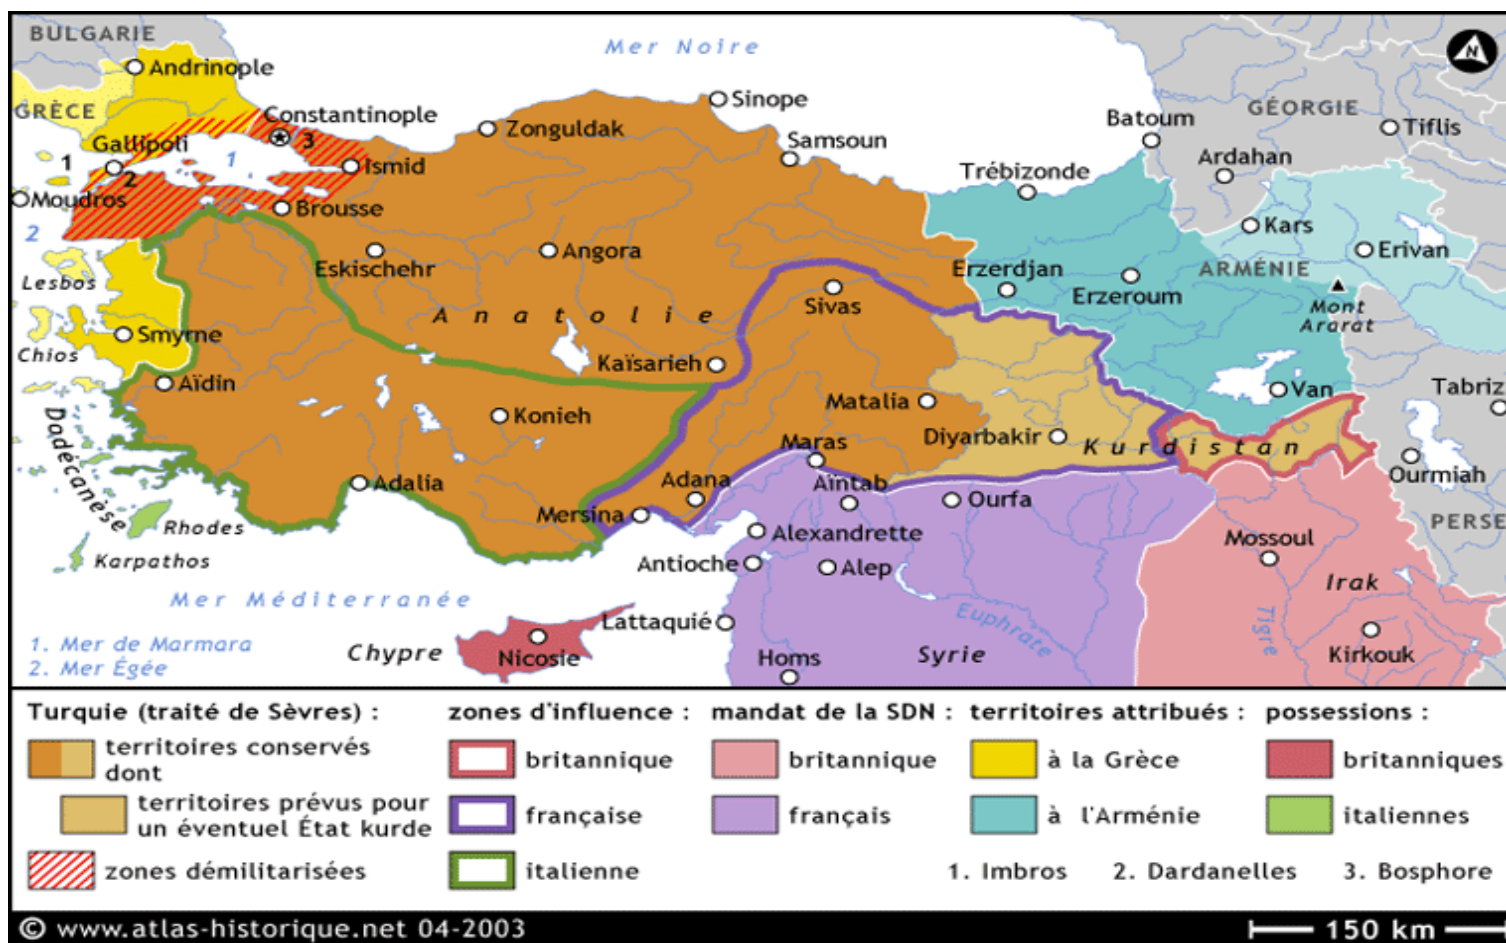 BULGARIE
Mer Noire
N
Andrinople
GRÈCE
Constantinople
Sinope
Zonguldak
GÉORGIE
Batoum
Tiflis
Gallipoli
3
1
1
Samsoun
Ardahan
Ismid
Trébizonde
2
Moudros
Brousse
Kars
2
Eskischehr
Angora
Erivan
Lesbos
Erzerdjan
ARMÉNIE
Erzeroum
Sivas
Mont
Ararat
Anatolie
Smyrne
Chios
Kaïsarieh
Aïdin
Van
Tabriz
Konieh
Matalia
Dodécanèse
Diyarbakir
Kurdistan
Maras
Adalia
Adana
Aïntab
Ourfa
Ourmiah
Mersina
Rhodes
Alexandrette
PERSE
Mossoul
Karpathos
Antioche
Alep
Irak
Mer Méditerranée
Euphrate
Tigre
Lattaquié
Kirkouk
1. Mer de Marmara
2. Mer Égée
Chypre
Nicosie
Homs
Syrie
Turquie (traité de Sèvres) :
territoires conservés
dont
territoires prévus pour
un éventuel État kurde
zones démilitarisées
zones d'influence :
britannique
française
italienne
mandat de la SDN :
britannique
français
territoires attribués :
à la Grèce
à l'Arménie
possessions :
britanniques
italiennes
1. Imbros 2. Dardanelles 3. Bosphore
© www.atlas-historique.net 04-2003
150 km